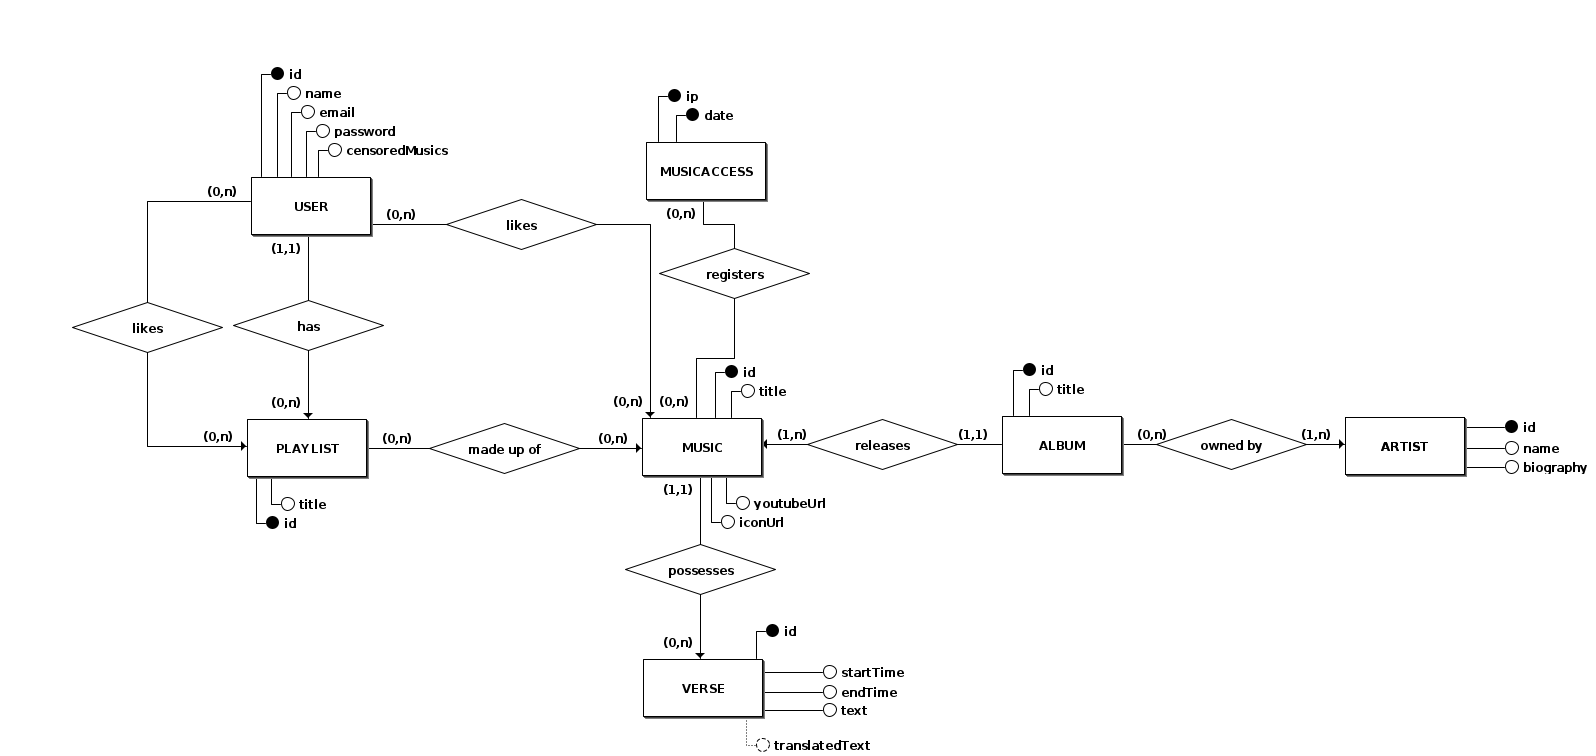 id
name
email
password
censoredMusics
(0,n)
USER
(0,n)
(1,1)
likes
ip
date
MUSICACCESS
(0,n)
registers
likes
has
(0,n)
(0,n)
PLAYLIST
(0,n)
title
id
made up of
(0,n)
(0,n)
(0,n)
id
title
MUSIC
(1,1)
youtubeUrl
iconUrl
(1,n)
releases
(1,1)
id
title
ALBUM
(0,n)
owned by
(1,n)
ARTIST
id
name
biography
possesses
(0,n)
id
VERSE
startTime
endTime
text
translatedText